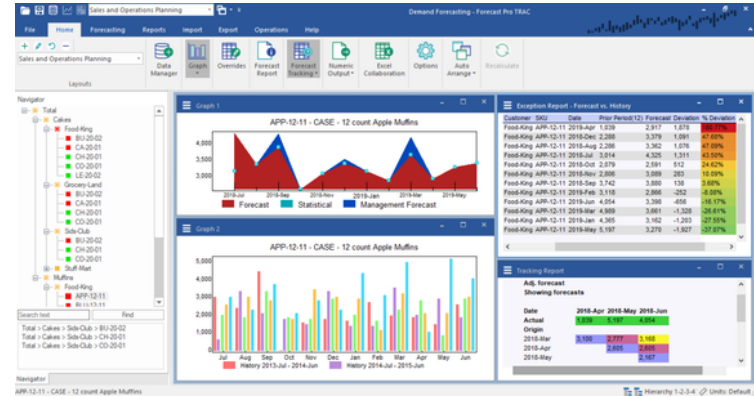 Sales and Operations Planning
Demand Forecasting - Forecast Pro TRAC
File Home Forecasting Reports Import Export Operations Help
Sales and Operations Planning
Layouts
Data Manager
Graph
Overrides
Forecast Report
Forecast Tracking
Numeric Output
Excel Collaboration
Options
Auto Arrange
Recalculate
Navigator
Total
Cakes
Food-King
BU-20-02
CA-20-01
CH-20-01
CO-20-01
LE-20-02
Grocery-Land
BU-20-02
CA-20-01
CH-20-01
CO-20-01
Sids-Club
BU-20-02
CH-20-01
CO-20-01
Stuff-Mart
Muffins
Food-King
APP-12-11
BLU-12-11
Search text Find
Total > Cakes > Sids-Club > BU-20-02
Total > Cakes > Sids-Club > CH-20-01
Total > Cakes > Sids-Club > CO-20-01
Navigator
Graph 1
APP-12-11 - CASE - 12 count Apple Muffins
4,000
3,500
3,000
2018-Jul 2018-Sep 2018-Nov 2019-Jan 2019-Mar 2019-May
Forecast Statistical Management Forecast
Graph 2
APP-12-11 - CASE - 12 count Apple Muffins
5,000
4,000
3,000
2,000
1,000
0
Jul Aug Sep Oct Nov Dec Jan Feb Mar Apr May Jun
History 2013-Jul - 2014-Jun History 2014-Jul - 2015-Jun
Exception Report - Forecast vs. History
Customer SKU Date Prior Period(12) Forecast Deviation % Deviation
Food-King APP-12-11 2019-Apr 1,839 2,917 1,078
Food-King APP-12-11 2018-Dec 2,288 3,379 1,091 47.68%
Food-King APP-12-11 2018-Aug 2,286 3,362 1,076 47.09%
Food-King APP-12-11 2018-Jul 3,014 4,325 1,311 43.50%
Food-King APP-12-11 2018-Oct 2,079 2,591 512 24.62%
Food-King APP-12-11 2018-Nov 2,806 3,089 283 10.09%
Food-King APP-12-11 2018-Sep 3,742 3,880 138 3.68%
Food-King APP-12-11 2019-Feb 3,118 2,866 -252 -8.08%
Food-King APP-12-11 2019-Jun 4,054 3,398 -656 -16.17%
Food-King APP-12-11 2019-Mar 4,989 3,661 -1,328 -26.61%
Food-King APP-12-11 2019-Jan 4,365 3,162 -1,203 -27.55%
Food-King APP-12-11 2019-May 5,197 3,270 -1,927 -37.07%
Tracking Report
Adj. forecast
Showing forecasts
Date 2018-Apr 2018-May 2018-Jun
Actual 1,839 5,197 4,054
Origin
2018-Mar 3,100 2,777 3,168
2018-Apr 2,605 2,605
2018-May 2,167
APP-12-11 - CASE - 12 count Apple Muffins
Hierarchy 1-2-3-4 Units: Default